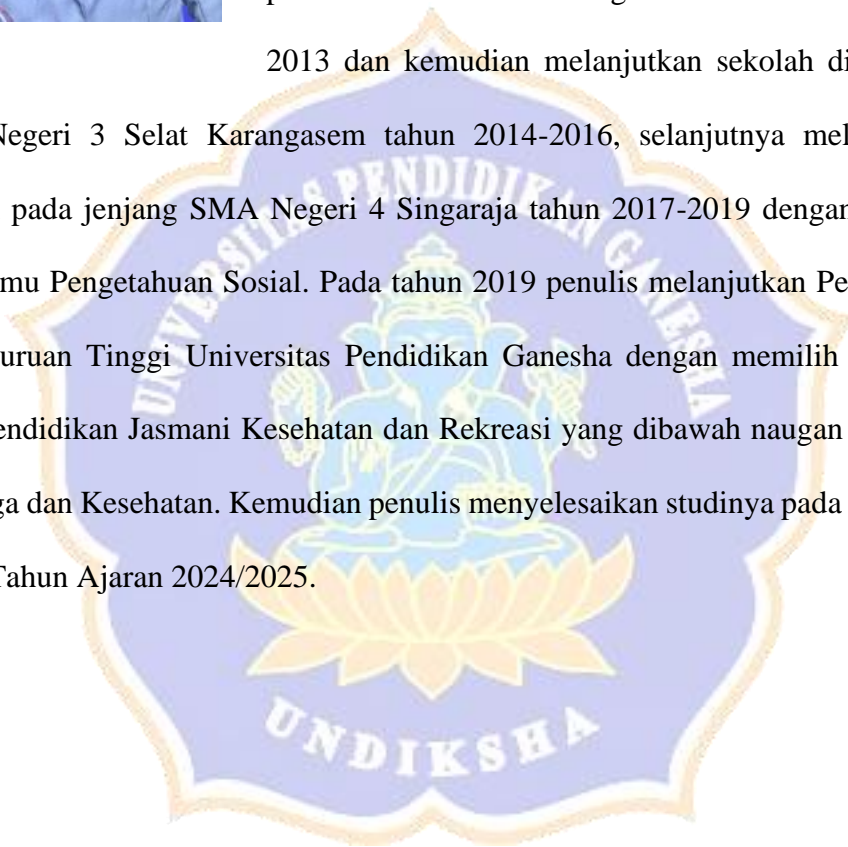 2013 dan kemudian melanjutkan sekolah di
Negeri 3 Selat Karangasem tahun 2014-2016, selanjutnya mel
pada jenjang SMA Negeri 4 Singaraja tahun 2017-2019 dengan
mu Pengetahuan Sosial. Pada tahun 2019 penulis melanjutkan Pe
uruan Tinggi Universitas Pendidikan Ganesha dengan memilih
endidikan Jasmani Kesehatan dan Rekreasi yang dibawah naugan
ga dan Kesehatan. Kemudian penulis menyelesaikan studinya pada
Tahun Ajaran 2024/2025.
UNIVERSITAS PENDIDIKAN GANESHA
UNDIKSHA